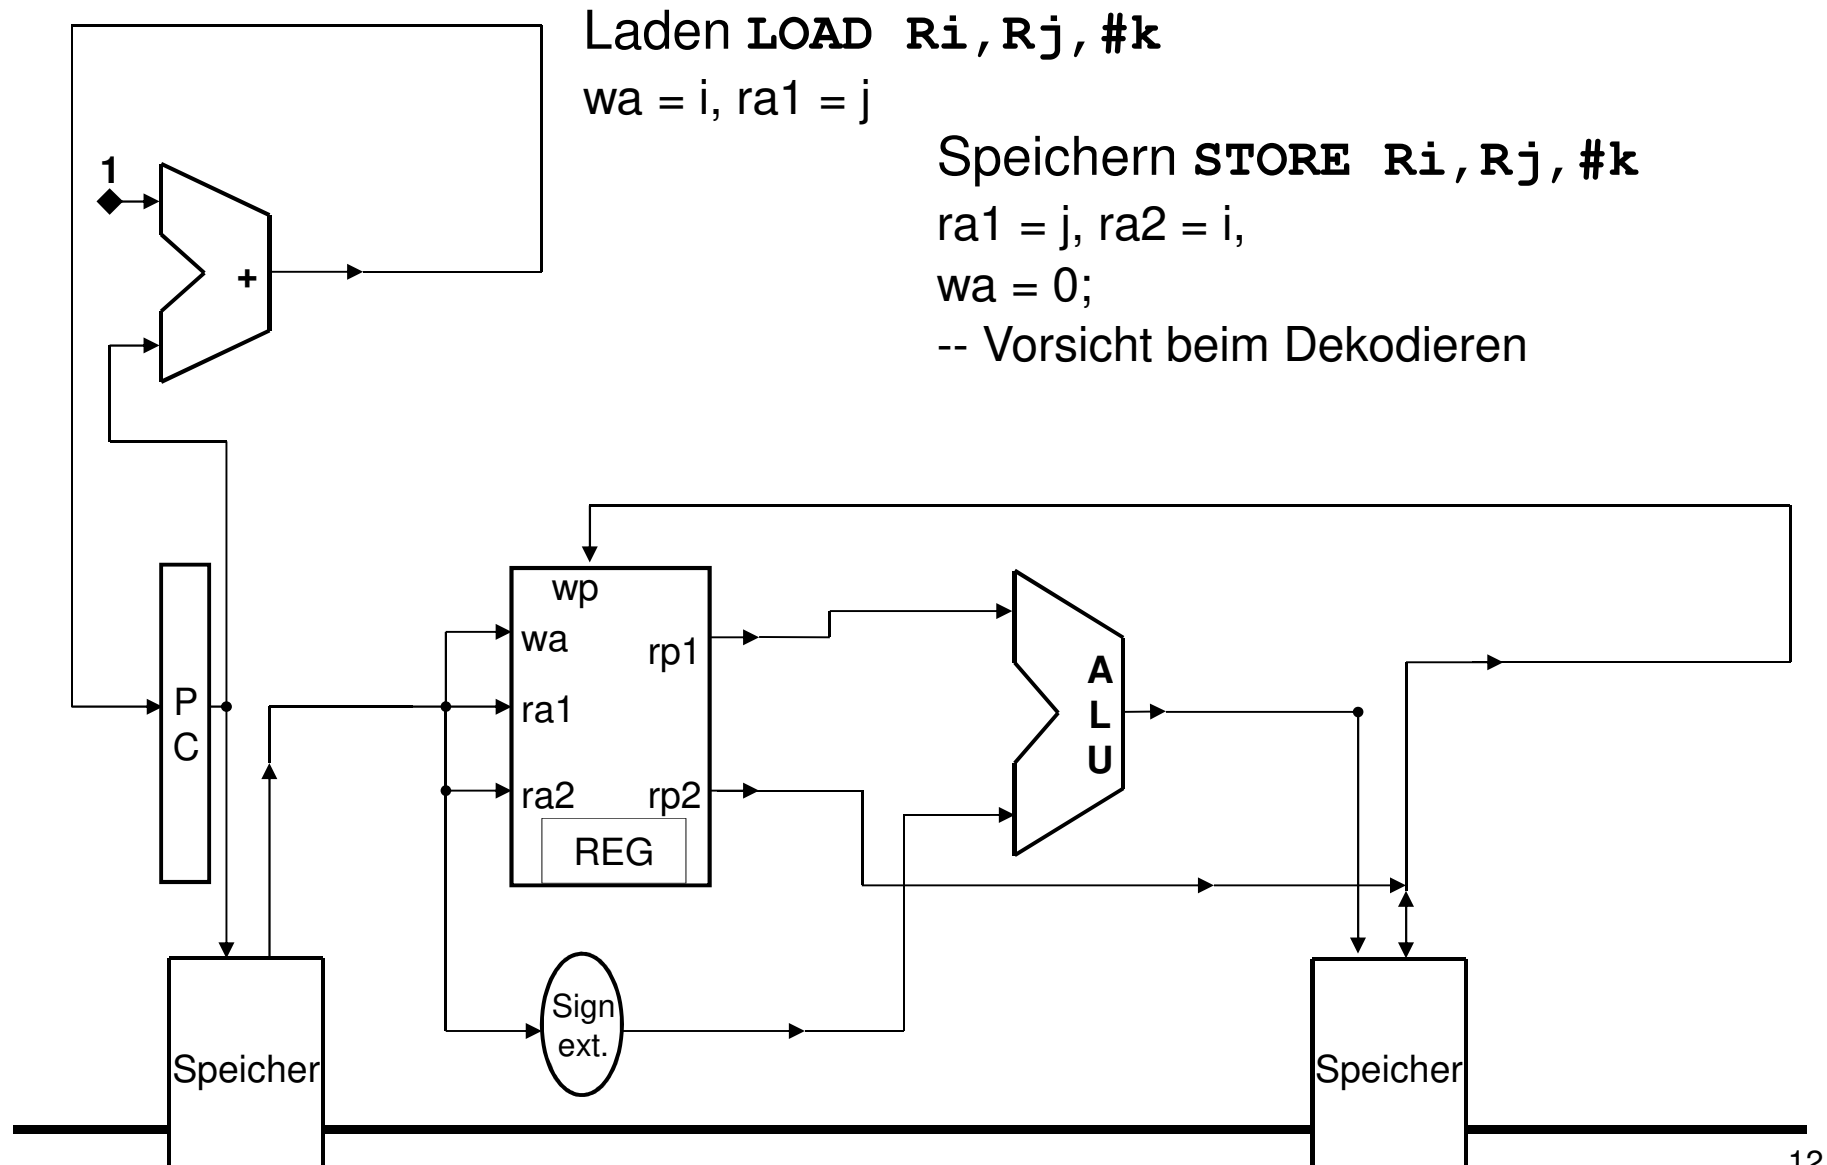 Laden LOAD Ri,Rj,#k
wa = i, ra1 = j
Speichern STORE Ri,Rj,#k
ra1 = j, ra2 = i,
wa = 0;
-- Vorsicht beim Dekodieren
1
+
P
C
wp
wa
rp1
ra1
ra2
rp2
REG
A
L
U
Sign
ext.
Speicher
Speicher
12